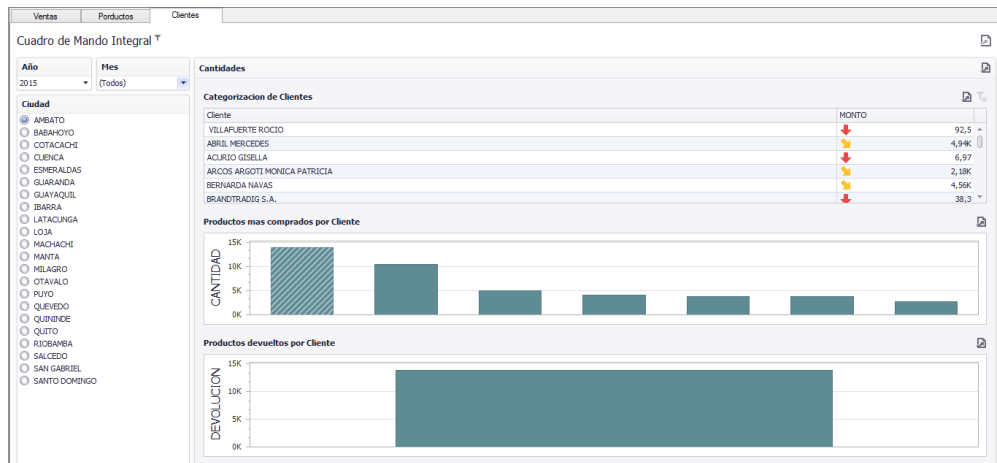 Ventas Porductos Clientes
Cuadro de Mando Integral
Año Mes
2015 (Todos)
Ciudad
AMBATO
BABAHOYO
COTACACHI
CUENCA
ESMERALDAS
GUARANDA
GUAYAQUIL
IBARRA
LATACUNGA
LOJA
MACHACHI
MANTA
MILAGRO
OTAVALO
PUYO
QUEVEDO
QUININDE
QUITO
RIOBAMBA
SALCEDO
SAN GABRIEL
SANTO DOMINGO
Cantidades
Categorizacion de Clientes
Cliente MONTO
VILLAFUERTE ROCIO 92,5
ABRIL MERCEDES 4,94K
ACURIO GISELLA 6,97
ARCOS ARGOTI MONICA PATRICIA 2,18K
BERNARDA NAVAS 4,56K
BRANDTRADIG S.A. 38,3
Productos mas comprados por Cliente
CANTIDAD
15K
10K
5K
0K
Productos devueltos por Cliente
DEVOLUCION
15K
10K
5K
0K